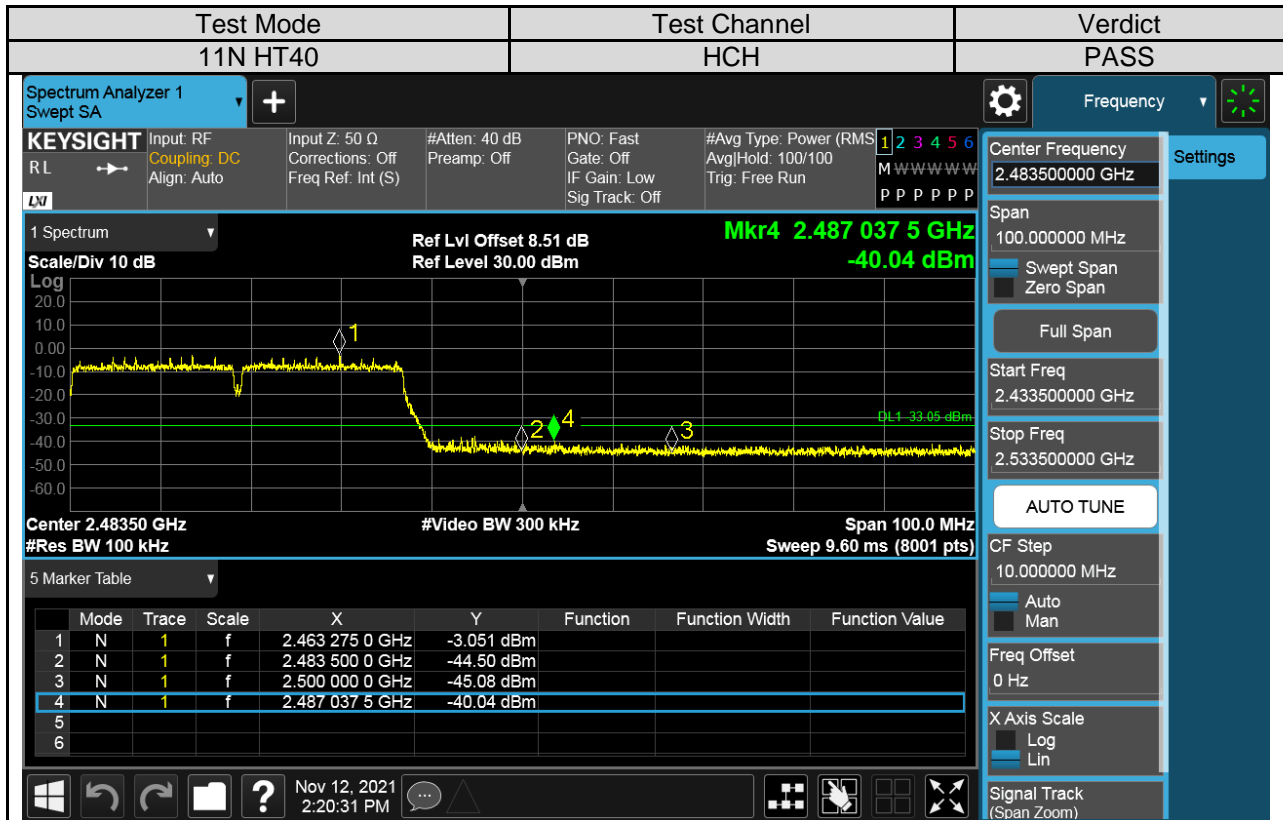 Test Mode Test Channel Verdict
11N HT40 HCH PASS
Spectrum Analyzer 1
Swept SA
▼
+
Frequency
▼
KEYSIGHT
RL
LXI
Input: RF
Coupling: DC
Align: Auto
Input Z: 50 Ω
Corrections: Off
Freq Ref: Int (S)
#Atten: 40 dB
Preamp: Off
PNO: Fast
Gate: Off
IF Gain: Low
Sig Track: Off
#Avg Type: Power (RMS
Avg|Hold: 100/100
Trig: Free Run
1 2 3 4 5 6
M W W W W W
P P P P P P
1 Spectrum ▼
Scale/Div 10 dB
Ref Lvl Offset 8.51 dB
Ref Level 30.00 dBm
Mkr4 2.487 037 5 GHz
-40.04 dBm
Log
20.0
10.0
0.00
-10.0
-20.0
-30.0
-40.0
-50.0
-60.0
1
2
4
3
DL1 -33.05 dBm
Center 2.48350 GHz #Video BW 300 kHz Span 100.0 MHz
#Res BW 100 kHz Sweep 9.60 ms (8001 pts)
5 Marker Table ▼
Mode Trace Scale X Y Function Function Width Function Value
1 N 1 f 2.463 275 0 GHz -3.051 dBm
2 N 1 f 2.483 500 0 GHz -44.50 dBm
3 N 1 f 2.500 000 0 GHz -45.08 dBm
4 N 1 f 2.487 037 5 GHz -40.04 dBm
5
6
?
Nov 12, 2021
2:20:31 PM
Center Frequency
2.483500000 GHz
Settings
Span
100.000000 MHz
Swept Span
Zero Span
Full Span
Start Freq
2.433500000 GHz
Stop Freq
2.533500000 GHz
AUTO TUNE
CF Step
10.000000 MHz
Auto
Man
Freq Offset
0 Hz
X Axis Scale
Log
Lin
Signal Track
(Span Zoom)